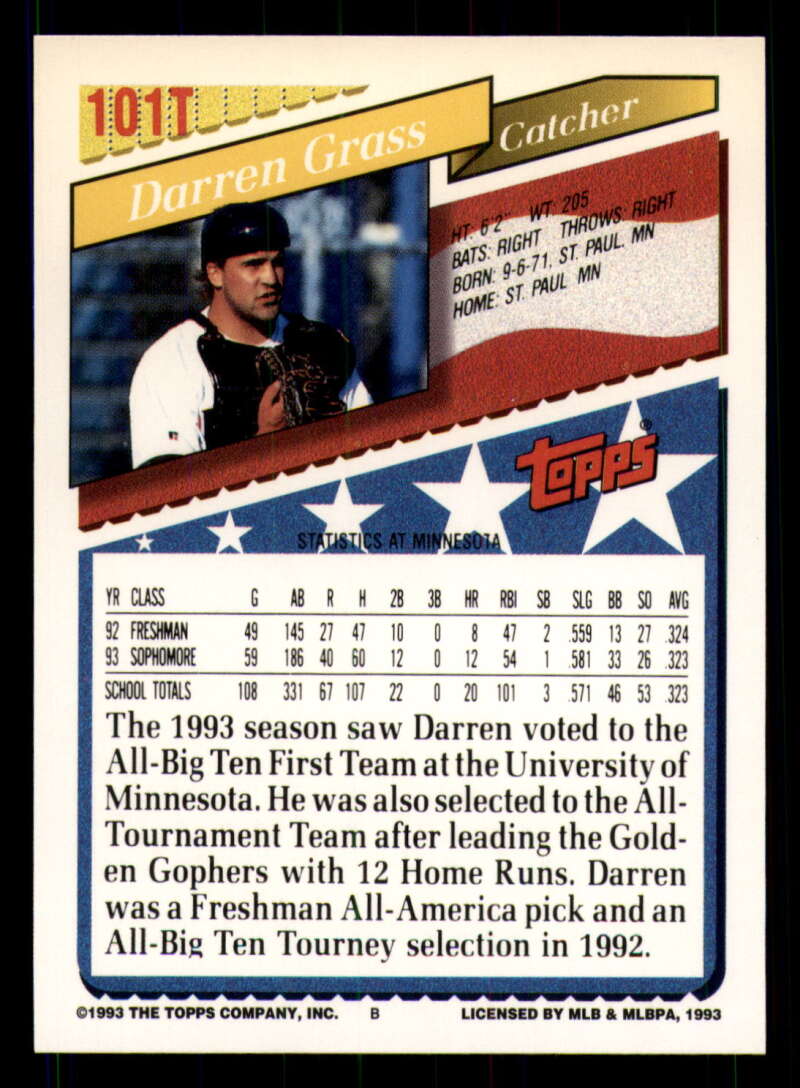 101T
Darren Grass
Catcher
HT: 6'2" WT: 205
BATS: RIGHT THROWS: RIGHT
BORN: 9-6-71, ST. PAUL. MN
HOME: ST. PAUL MN
TOPPS®
STATISTICS AT MINNESOTA
YR CLASS G AB R H 2B 3B HR RBI SB SLG BB SO AVG
92 FRESHMAN 49 145 27 47 10 0 8 47 2 .559 13 27 .324
93 SOPHOMORE 59 186 40 60 12 0 12 54 1 .581 33 26 .323
SCHOOL TOTALS 108 331 67 107 22 0 20 101 3 .571 46 53 .323
The 1993 season saw Darren voted to the
All-Big Ten First Team at the University of
Minnesota. He was also selected to the All-
Tournament Team after leading the Gold-
en Gophers with 12 Home Runs. Darren
was a Freshman All-America pick and an
All-Big Ten Tourney selection in 1992.
©1993 THE TOPPS COMPANY, INC. B LICENSED BY MLB & MLBPA, 1993